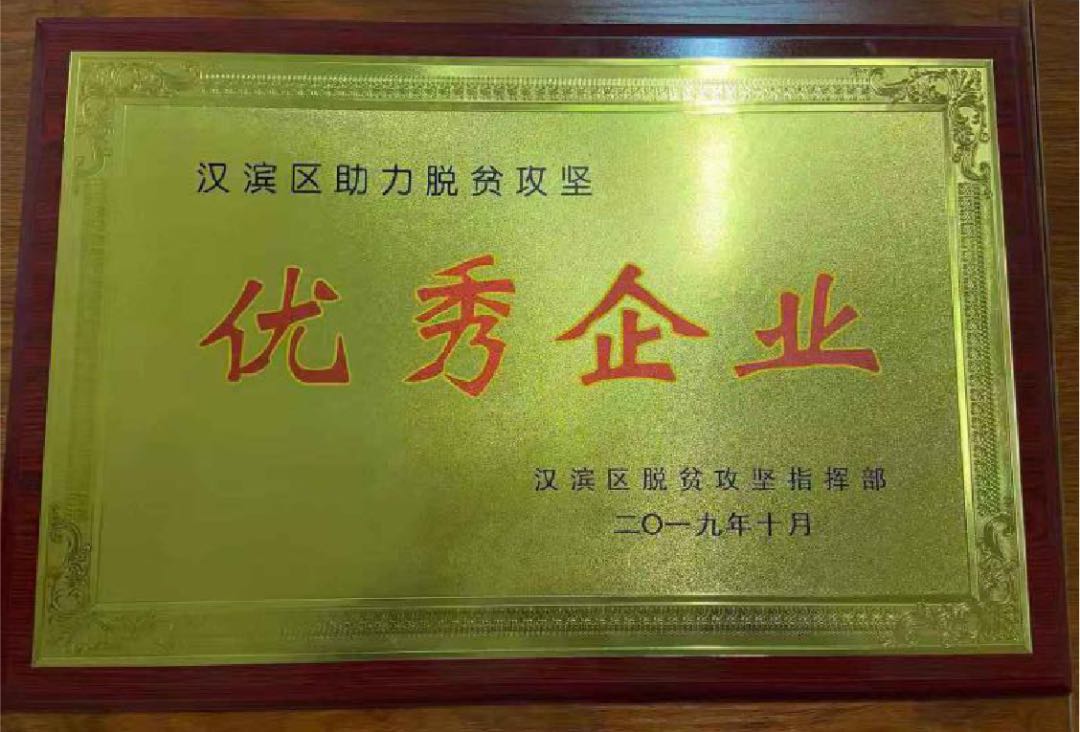 汉滨区助力脱贫攻坚
优秀企业
汉滨区脱贫攻坚指挥部
二〇一九年十月